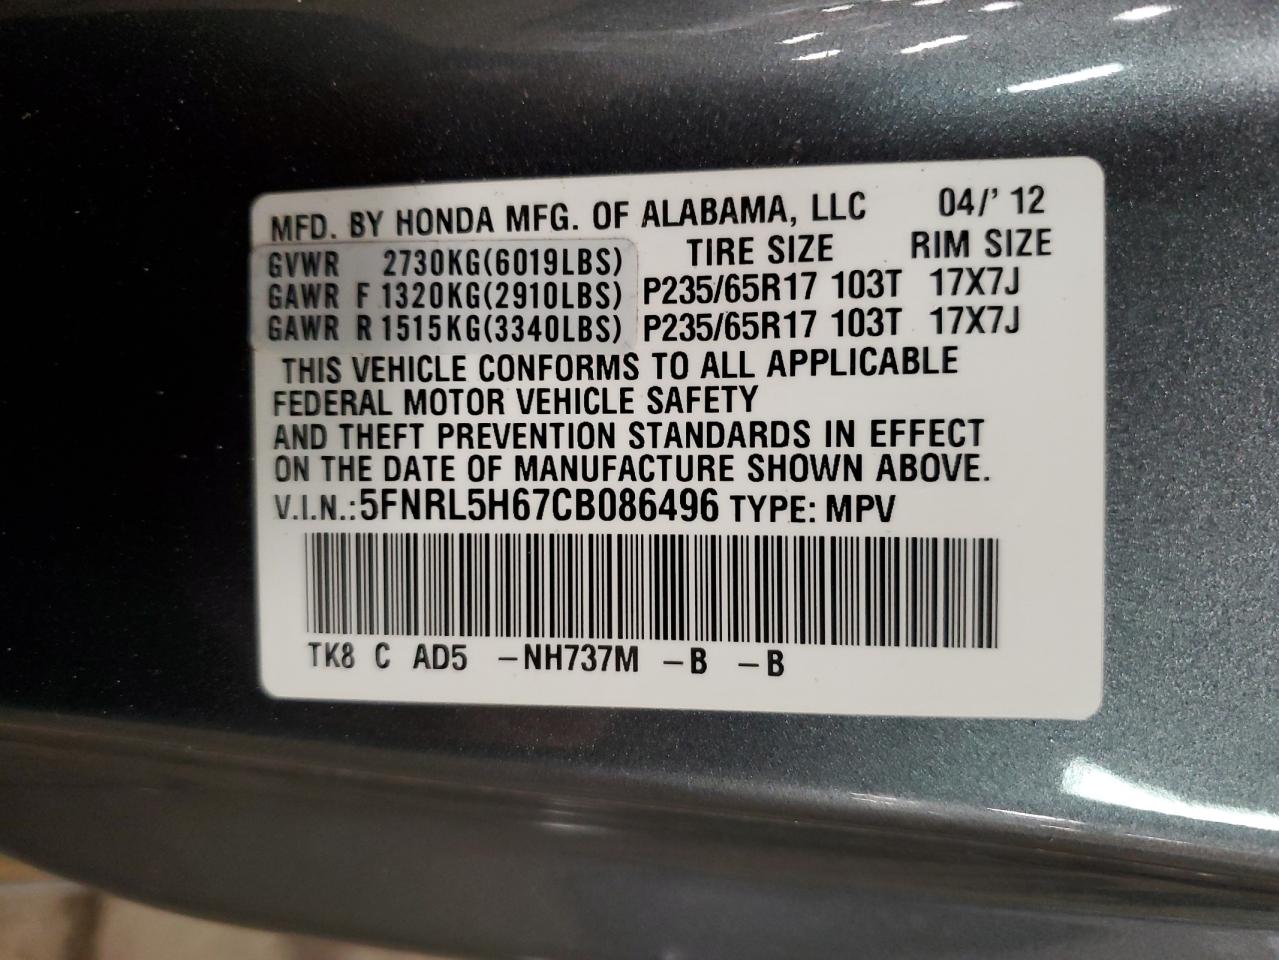 MFD. BY HONDA MFG. OF ALABAMA, LLC 04/' 12
GVWR 2730KG(6019LBS) TIRE SIZE RIM SIZE
GAWR F 1320KG(2910LBS) P235/65R17 103T 17X7J
GAWR R 1515KG(3340LBS) P235/65R17 103T 17X7J
THIS VEHICLE CONFORMS TO ALL APPLICABLE
FEDERAL MOTOR VEHICLE SAFETY
AND THEFT PREVENTION STANDARDS IN EFFECT
ON THE DATE OF MANUFACTURE SHOWN ABOVE.
V.I.N.:5FNRL5H67CB086496 TYPE: MPV
TK8 C AD5 -NH737M -B -B